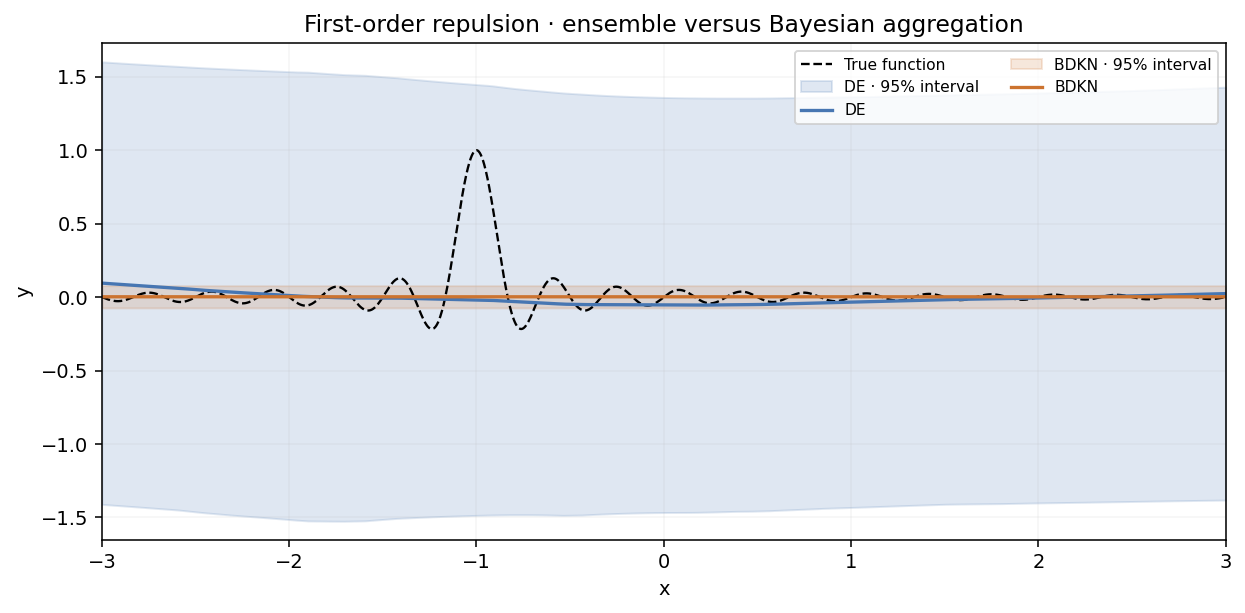 First-order repulsion · ensemble versus Bayesian aggregation
True function
DE · 95% interval
DE
BDKN · 95% interval
BDKN
y
1.5
1.0
0.5
0.0
−0.5
−1.0
−1.5
−3
−2
−1
0
1
2
3
x